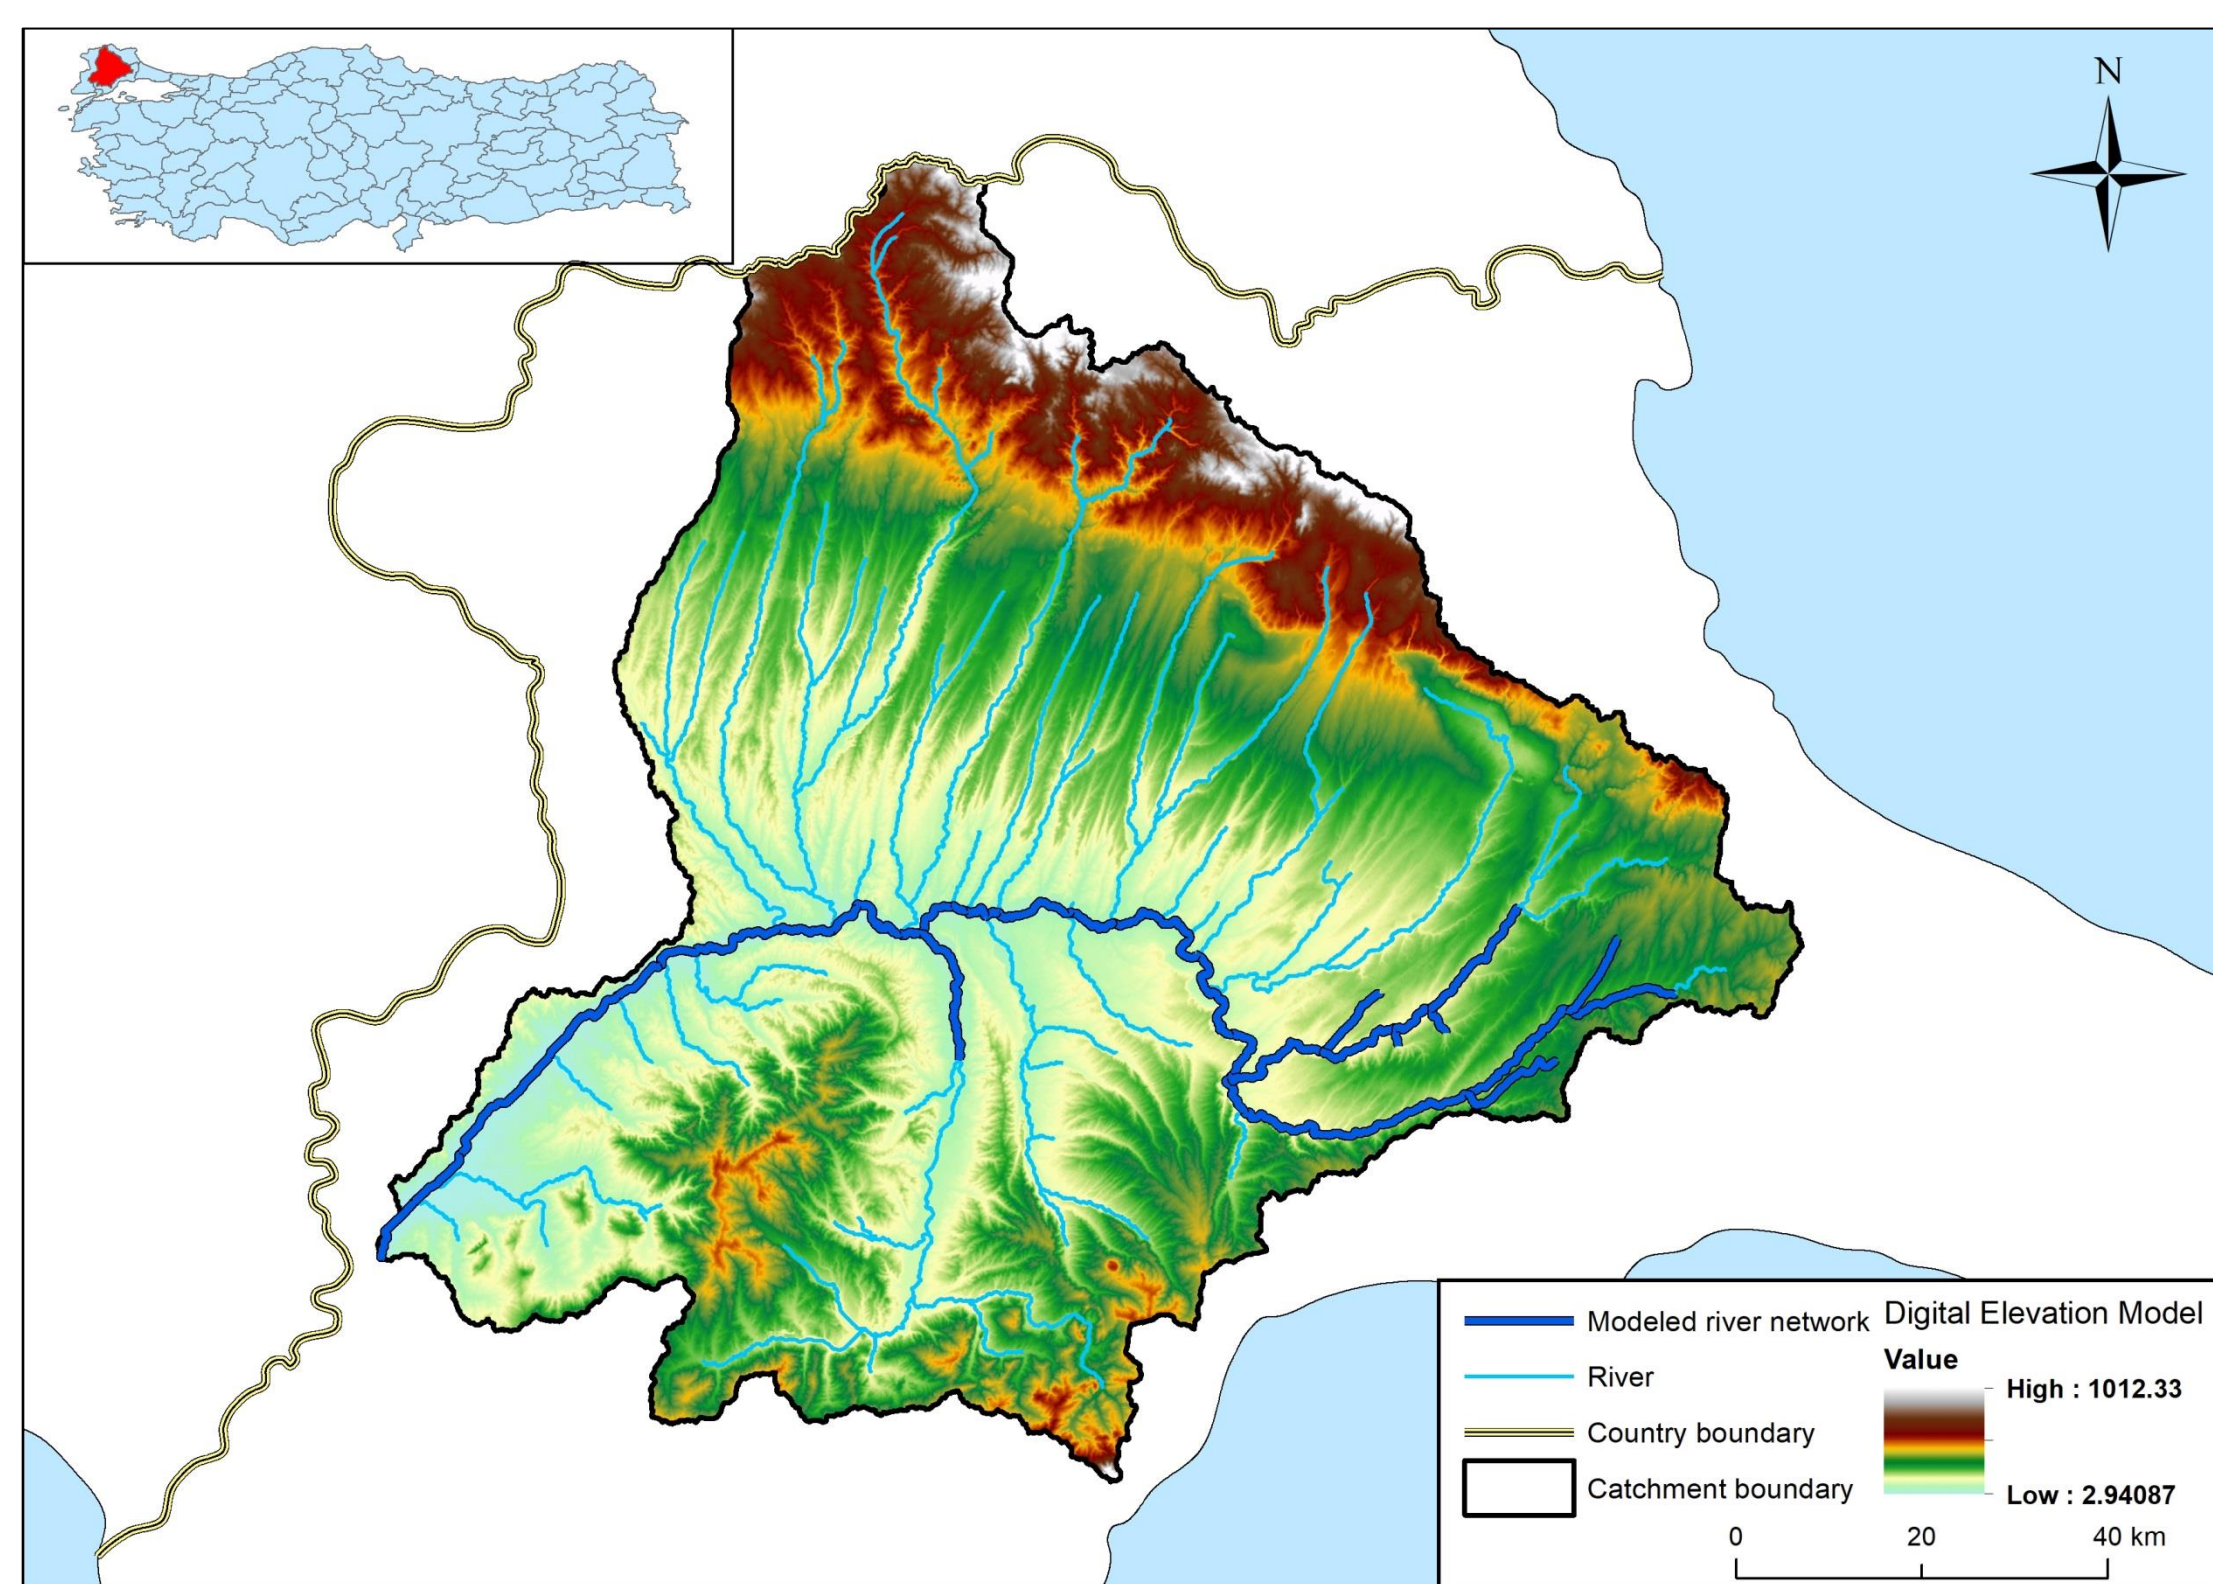 N
Modeled river network
River
Country boundary
Catchment boundary
Digital Elevation Model
Value
High : 1012.33
Low : 2.94087
0 20 40 km